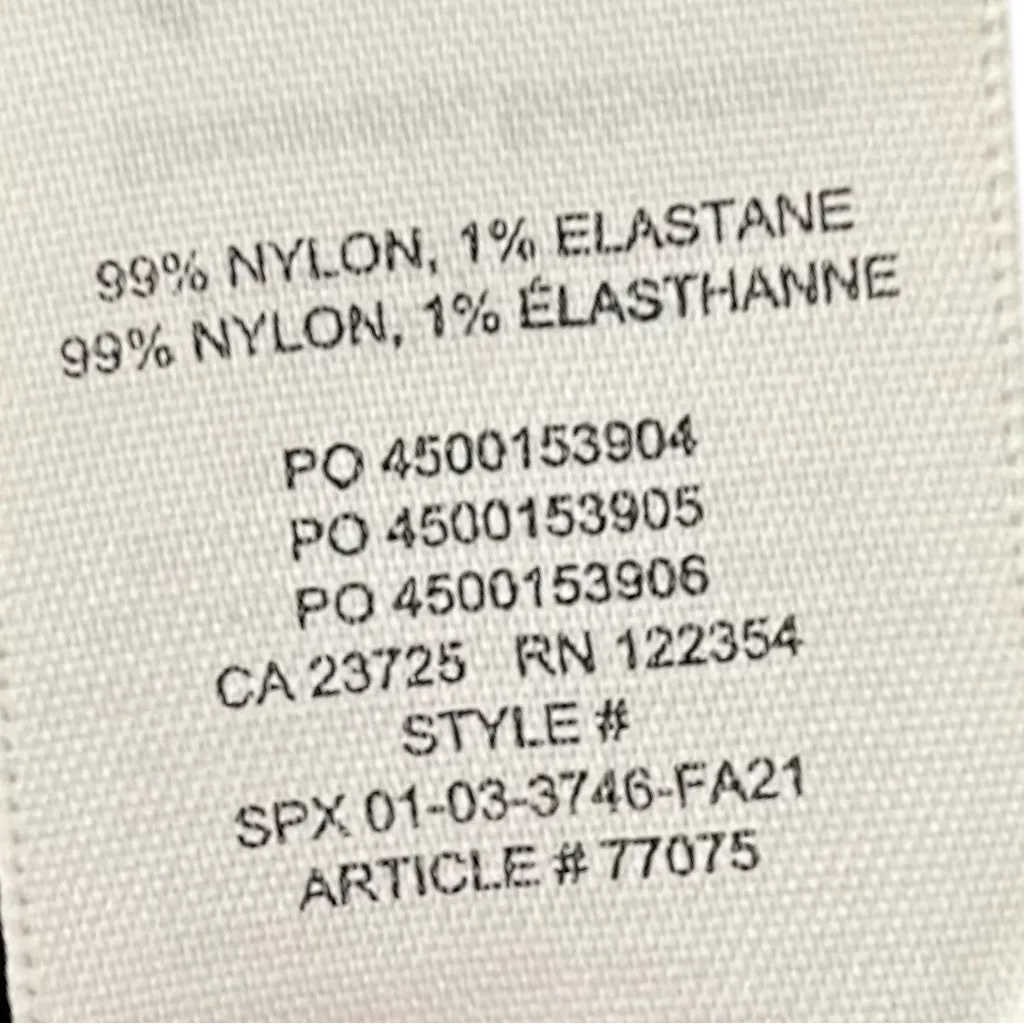 99% NYLON, 1% ELASTANE
99% NYLON, 1% ÉLASTHANNE
PO 4500153904
PO 4500153905
PO 4500153906
CA 23725 RN 122354
STYLE #
SPX 01-03-3746-FA21
ARTICLE # 77075